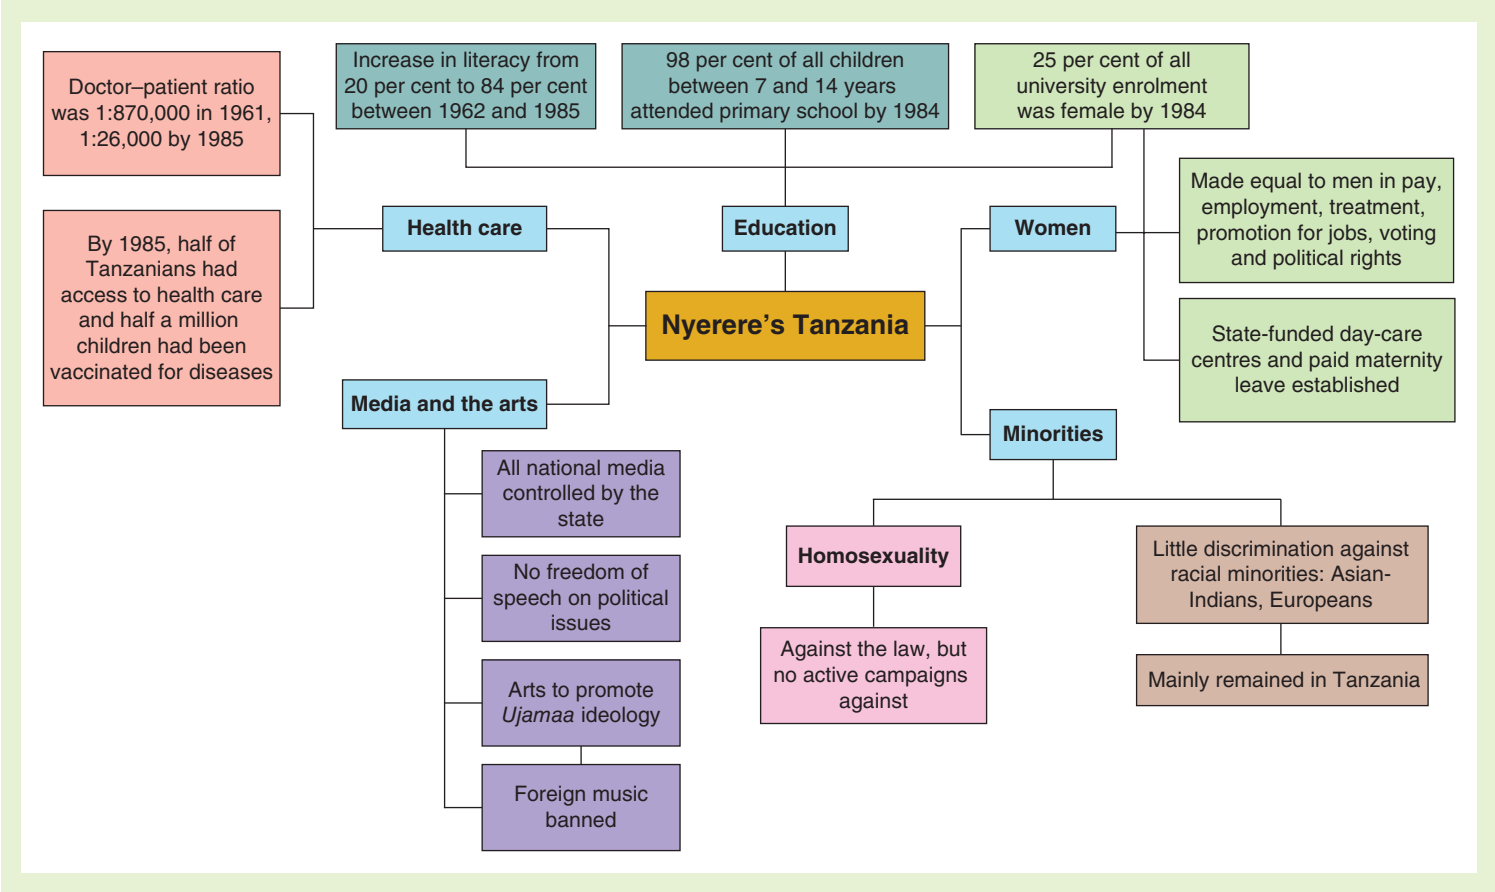 Doctor–patient ratio
was 1:870,000 in 1961,
1:26,000 by 1985
Increase in literacy from
20 per cent to 84 per cent
between 1962 and 1985
98 per cent of all children
between 7 and 14 years
attended primary school by 1984
25 per cent of all
university enrolment
was female by 1984
By 1985, half of
Tanzanians had
access to health care
and half a million
children had been
vaccinated for diseases
Health care
Education
Women
Made equal to men in pay,
employment, treatment,
promotion for jobs, voting
and political rights
Nyerere’s Tanzania
State-funded day-care
centres and paid maternity
leave established
Media and the arts
Minorities
All national media
controlled by the
state
No freedom of
speech on political
issues
Arts to promote
Ujamaa ideology
Foreign music
banned
Homosexuality
Against the law, but
no active campaigns
against
Little discrimination against
racial minorities: Asian-
Indians, Europeans
Mainly remained in Tanzania